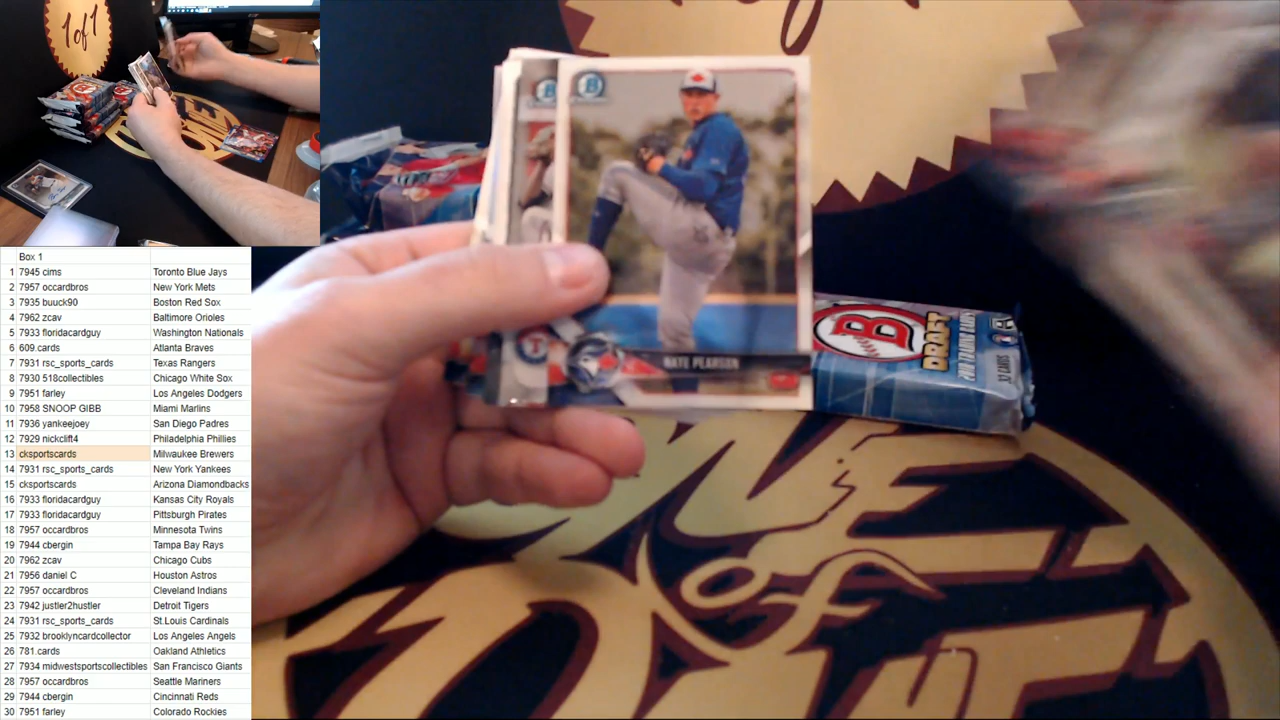 1 of 1
Box 1
1 7945 cims Toronto Blue Jays
2 7957 occardbros New York Mets
3 7935 buuck90 Boston Red Sox
4 7962 zcav Baltimore Orioles
5 7933 floridacardguy Washington Nationals
6 609.cards Atlanta Braves
7 7931 rsc_sports_cards Texas Rangers
8 7930 518collectibles Chicago White Sox
9 7951 farley Los Angeles Dodgers
10 7958 SNOOP GIBB Miami Marlins
11 7936 yankeejoey San Diego Padres
12 7929 nickclift4 Philadelphia Phillies
13 cksportscards Milwaukee Brewers
14 7931 rsc_sports_cards New York Yankees
15 cksportscards Arizona Diamondbacks
16 7933 floridacardguy Kansas City Royals
17 7933 floridacardguy Pittsburgh Pirates
18 7957 occardbros Minnesota Twins
19 7944 cbergin Tampa Bay Rays
20 7962 zcav Chicago Cubs
21 7956 daniel C Houston Astros
22 7957 occardbros Cleveland Indians
23 7942 justler2hustler Detroit Tigers
24 7931 rsc_sports_cards St.Louis Cardinals
25 7932 brooklyncardcollector Los Angeles Angels
26 781.cards Oakland Athletics
27 7934 midwestsportscollectibles San Francisco Giants
28 7957 occardbros Seattle Mariners
29 7944 cbergin Cincinnati Reds
30 7951 farley Colorado Rockies
B
NATE PEARSON
B
DRAFT
32 CARDS
ONE
of
ONE